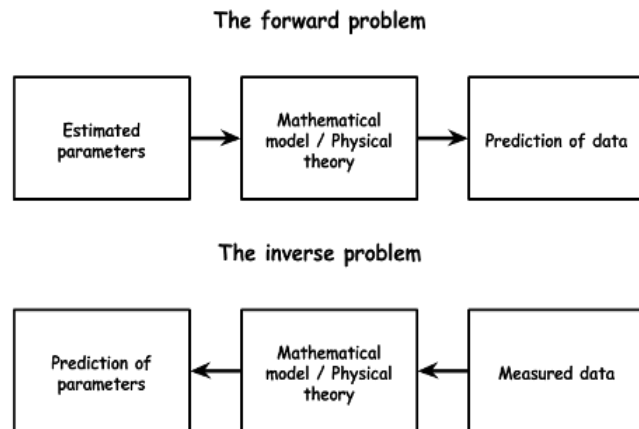 The forward problem
Estimated
parameters
Mathematical
model / Physical
theory
Prediction of data
The inverse problem
Prediction of
parameters
Mathematical
model / Physical
theory
Measured data